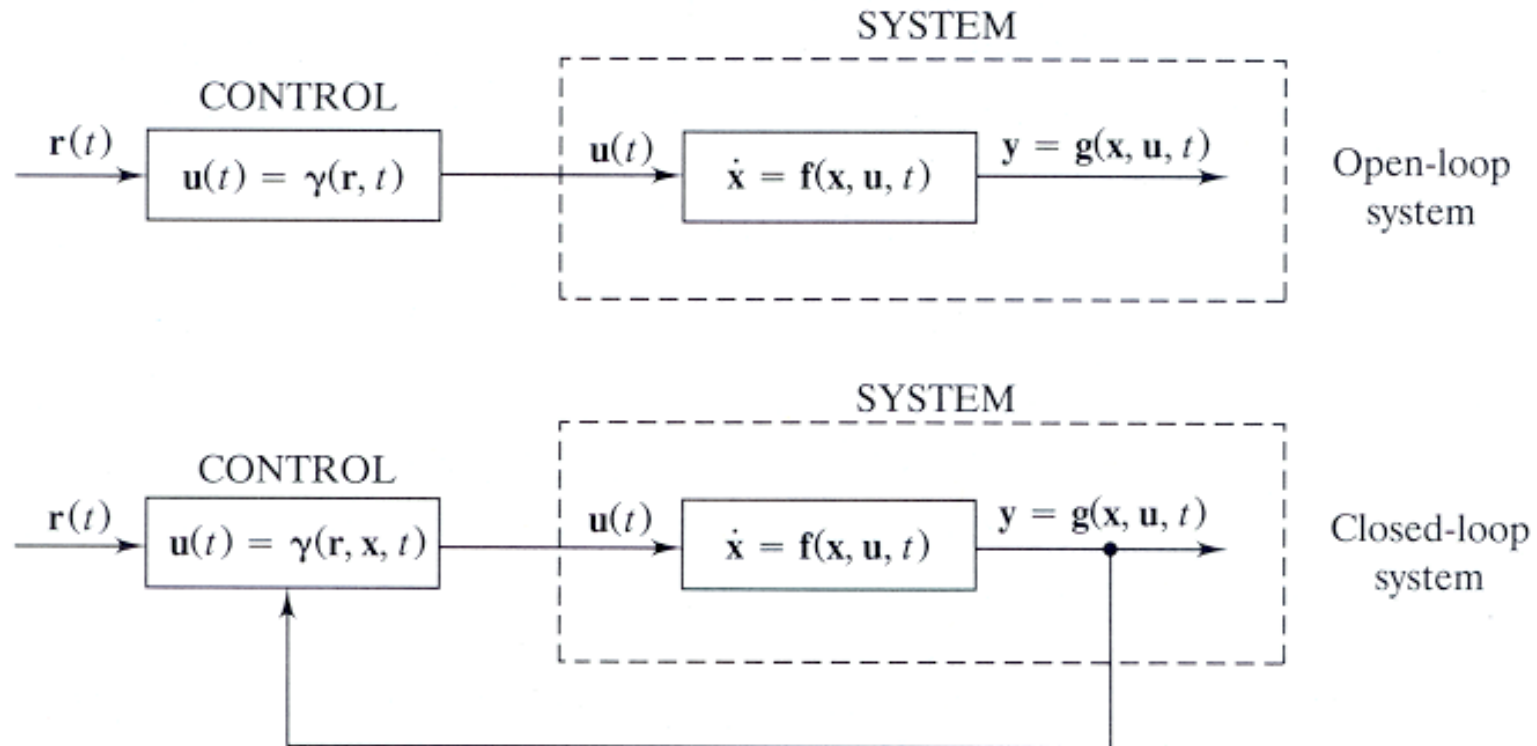 SYSTEM
CONTROL
r(t)
u(t) = γ(r, t)
u(t)
ẋ = f(x, u, t)
y = g(x, u, t)
Open-loop
system
SYSTEM
CONTROL
r(t)
u(t) = γ(r, x, t)
u(t)
ẋ = f(x, u, t)
y = g(x, u, t)
Closed-loop
system